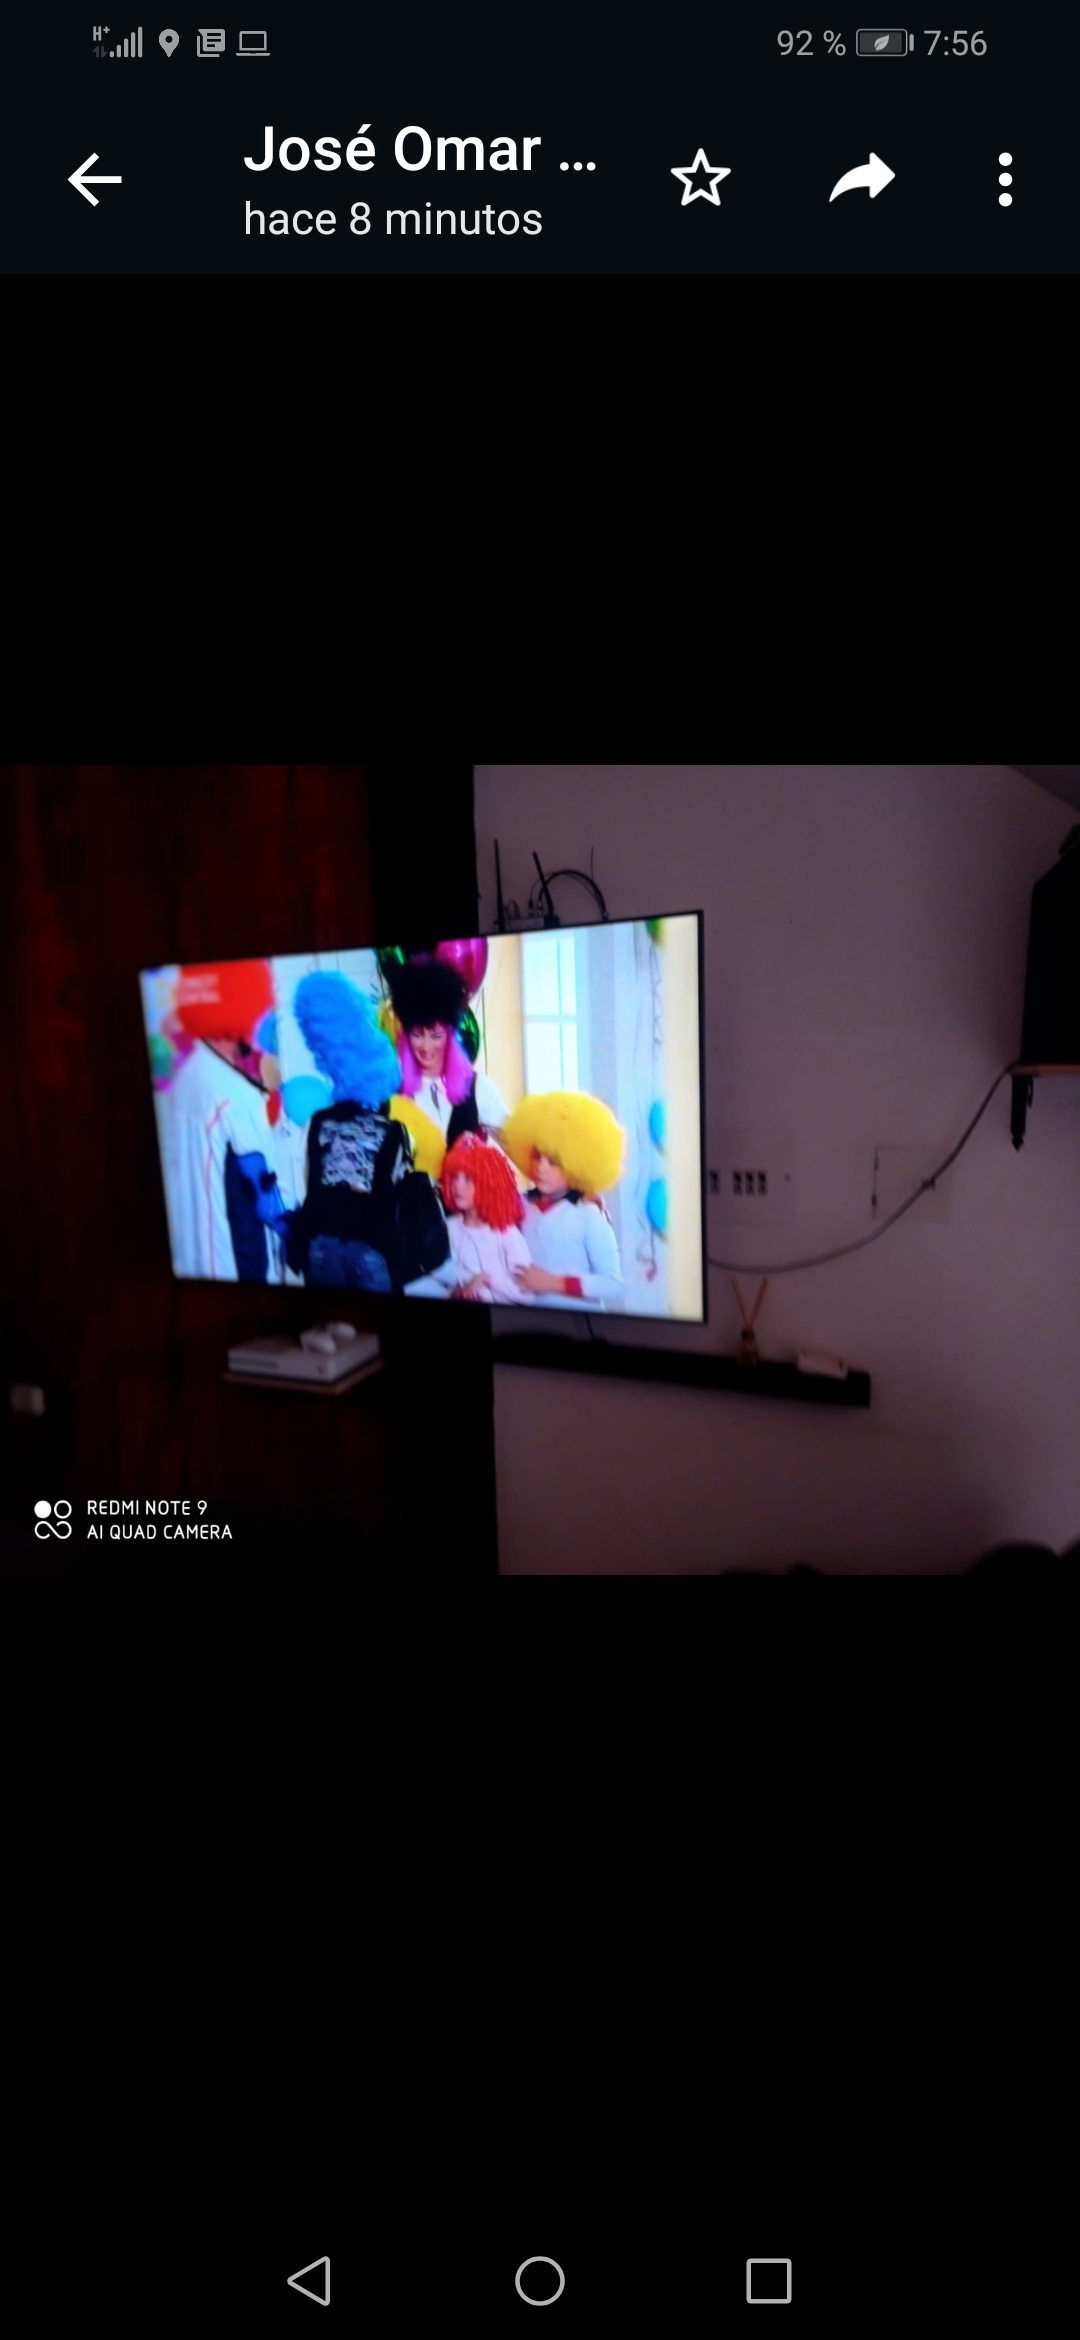 H+
92 % 7:56
José Omar ...
hace 8 minutos
REDMI NOTE 9
AI QUAD CAMERA